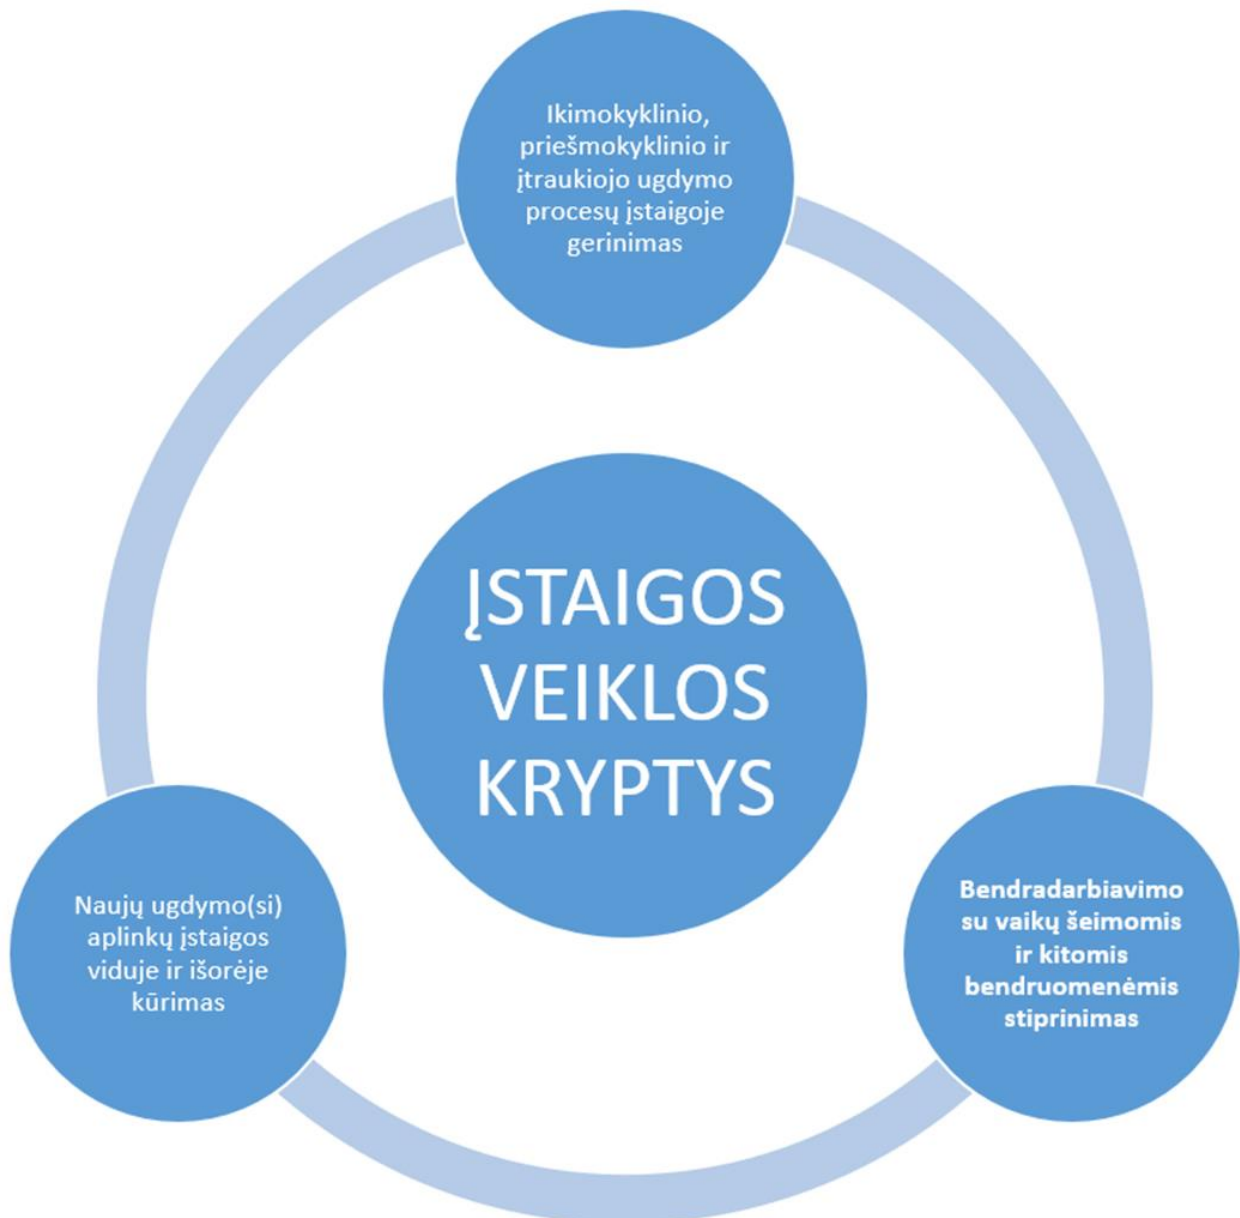 Ikimokyklinio,
priešmokyklinio ir
įtraukiojo ugdymo
procesų įstaigoje
gerinimas
ĮSTAIGOS
VEIKLOS
KRYPTYS
Naujų ugdymo(si)
aplinkų įstaigos
viduje ir išorėje
kūrimas
Bendradarbiavimo
su vaikų šeimomis
ir kitomis
bendruomenėmis
stiprinimas